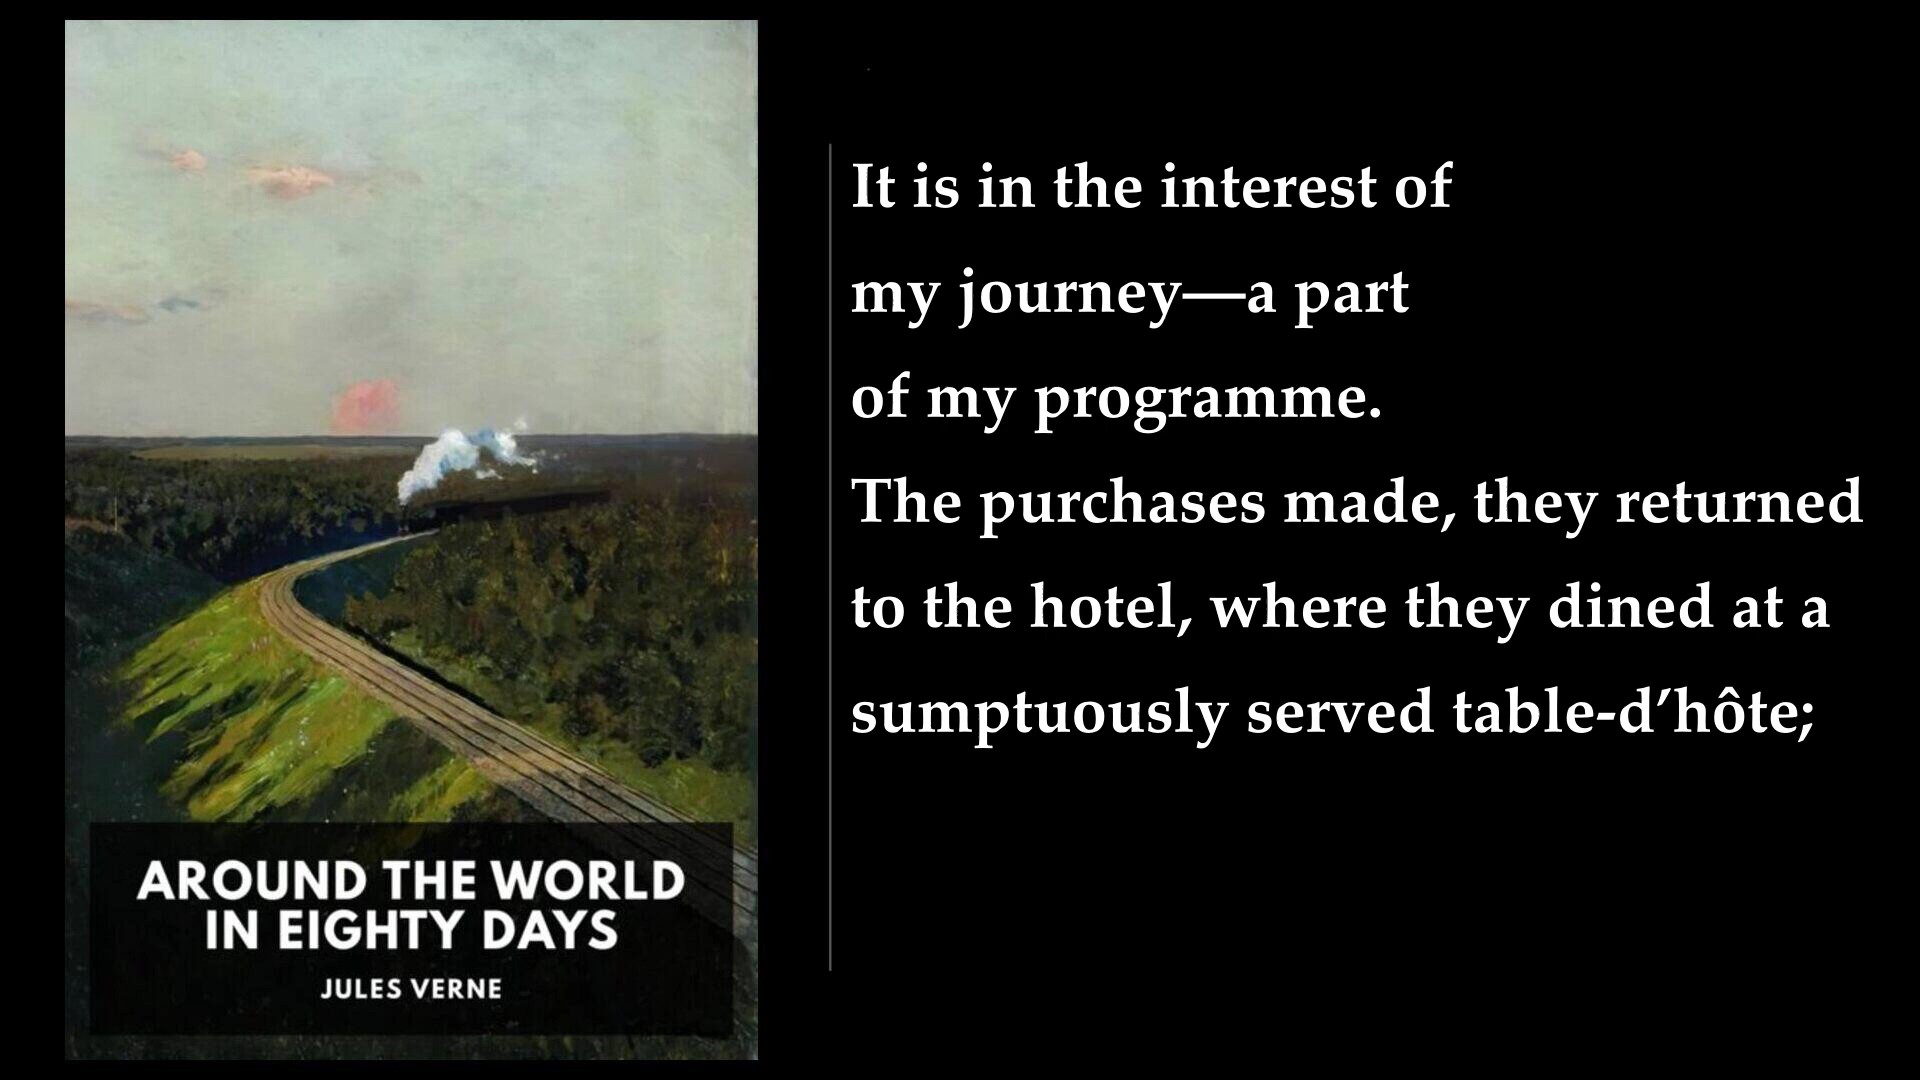 It is in the interest of
my journey—a part
of my programme.
The purchases made, they returned
to the hotel, where they dined at a
sumptuously served table-d’hôte;
AROUND THE WORLD
IN EIGHTY DAYS
JULES VERNE